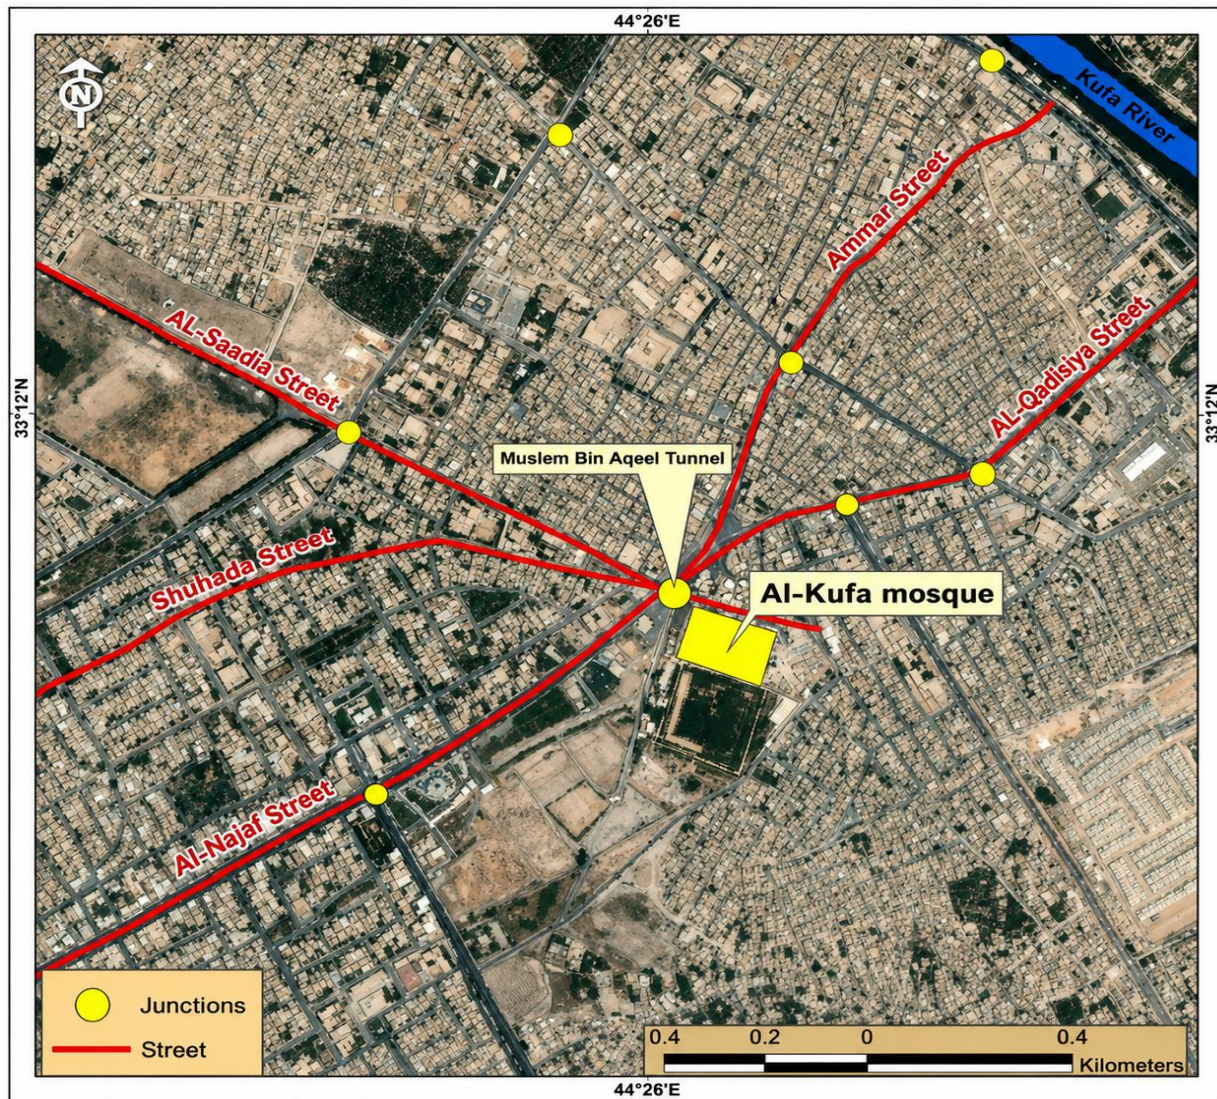 44°26'E
N
Kufa River
Ammar Street
AL-Saadia Street
AL-Qadisiya Street
33°12'N
33°12'N
Muslem Bin Aqeel Tunnel
Shuhada Street
Al-Kufa mosque
Al-Najaf Street
Junctions
Street
0.4 0.2 0 0.4
Kilometers
44°26'E